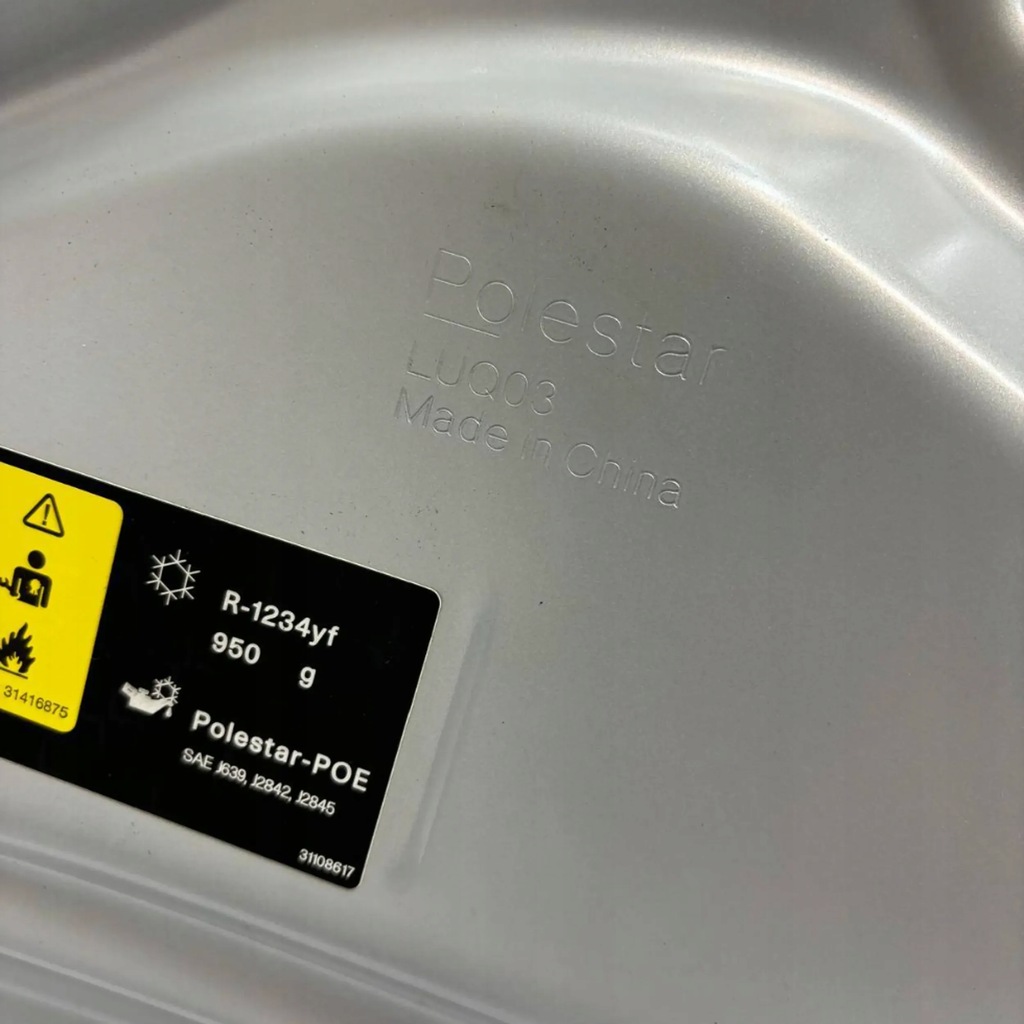 Polestar
LUQ03
Made in China
R-1234yf
950 g
Polestar-POE
SAE J639, J2842, J2845
31416875
31108617